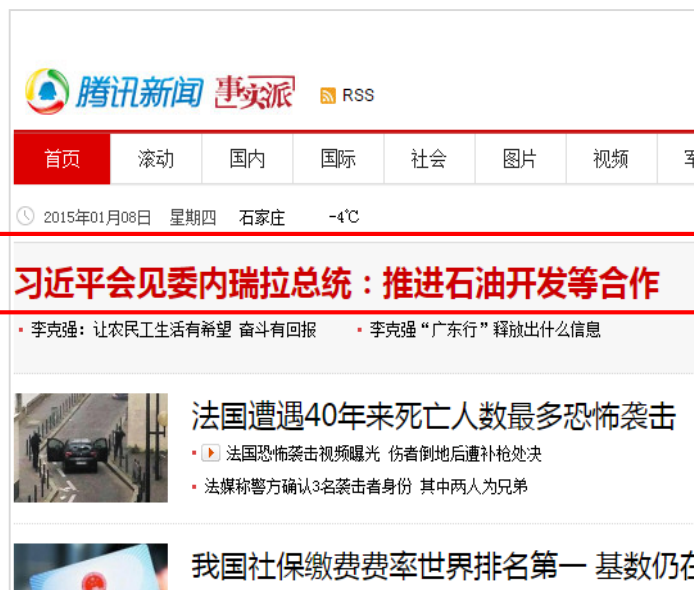 腾讯新闻 事实派 RSS
首页 滚动 国内 国际 社会 图片 视频
2015年01月08日 星期四 石家庄 -4℃
习近平会见委内瑞拉总统：推进石油开发等合作
李克强：让农民工生活有希望 奋斗有回报 李克强“广东行”释放出什么信息
法国遭遇40年来死亡人数最多恐怖袭击
法国恐怖袭击视频曝光 伤者倒地后遭补枪处决
法媒称警方确认3名袭击者身份 其中两人为兄弟
我国社保缴费费率世界排名第一 基数仍在